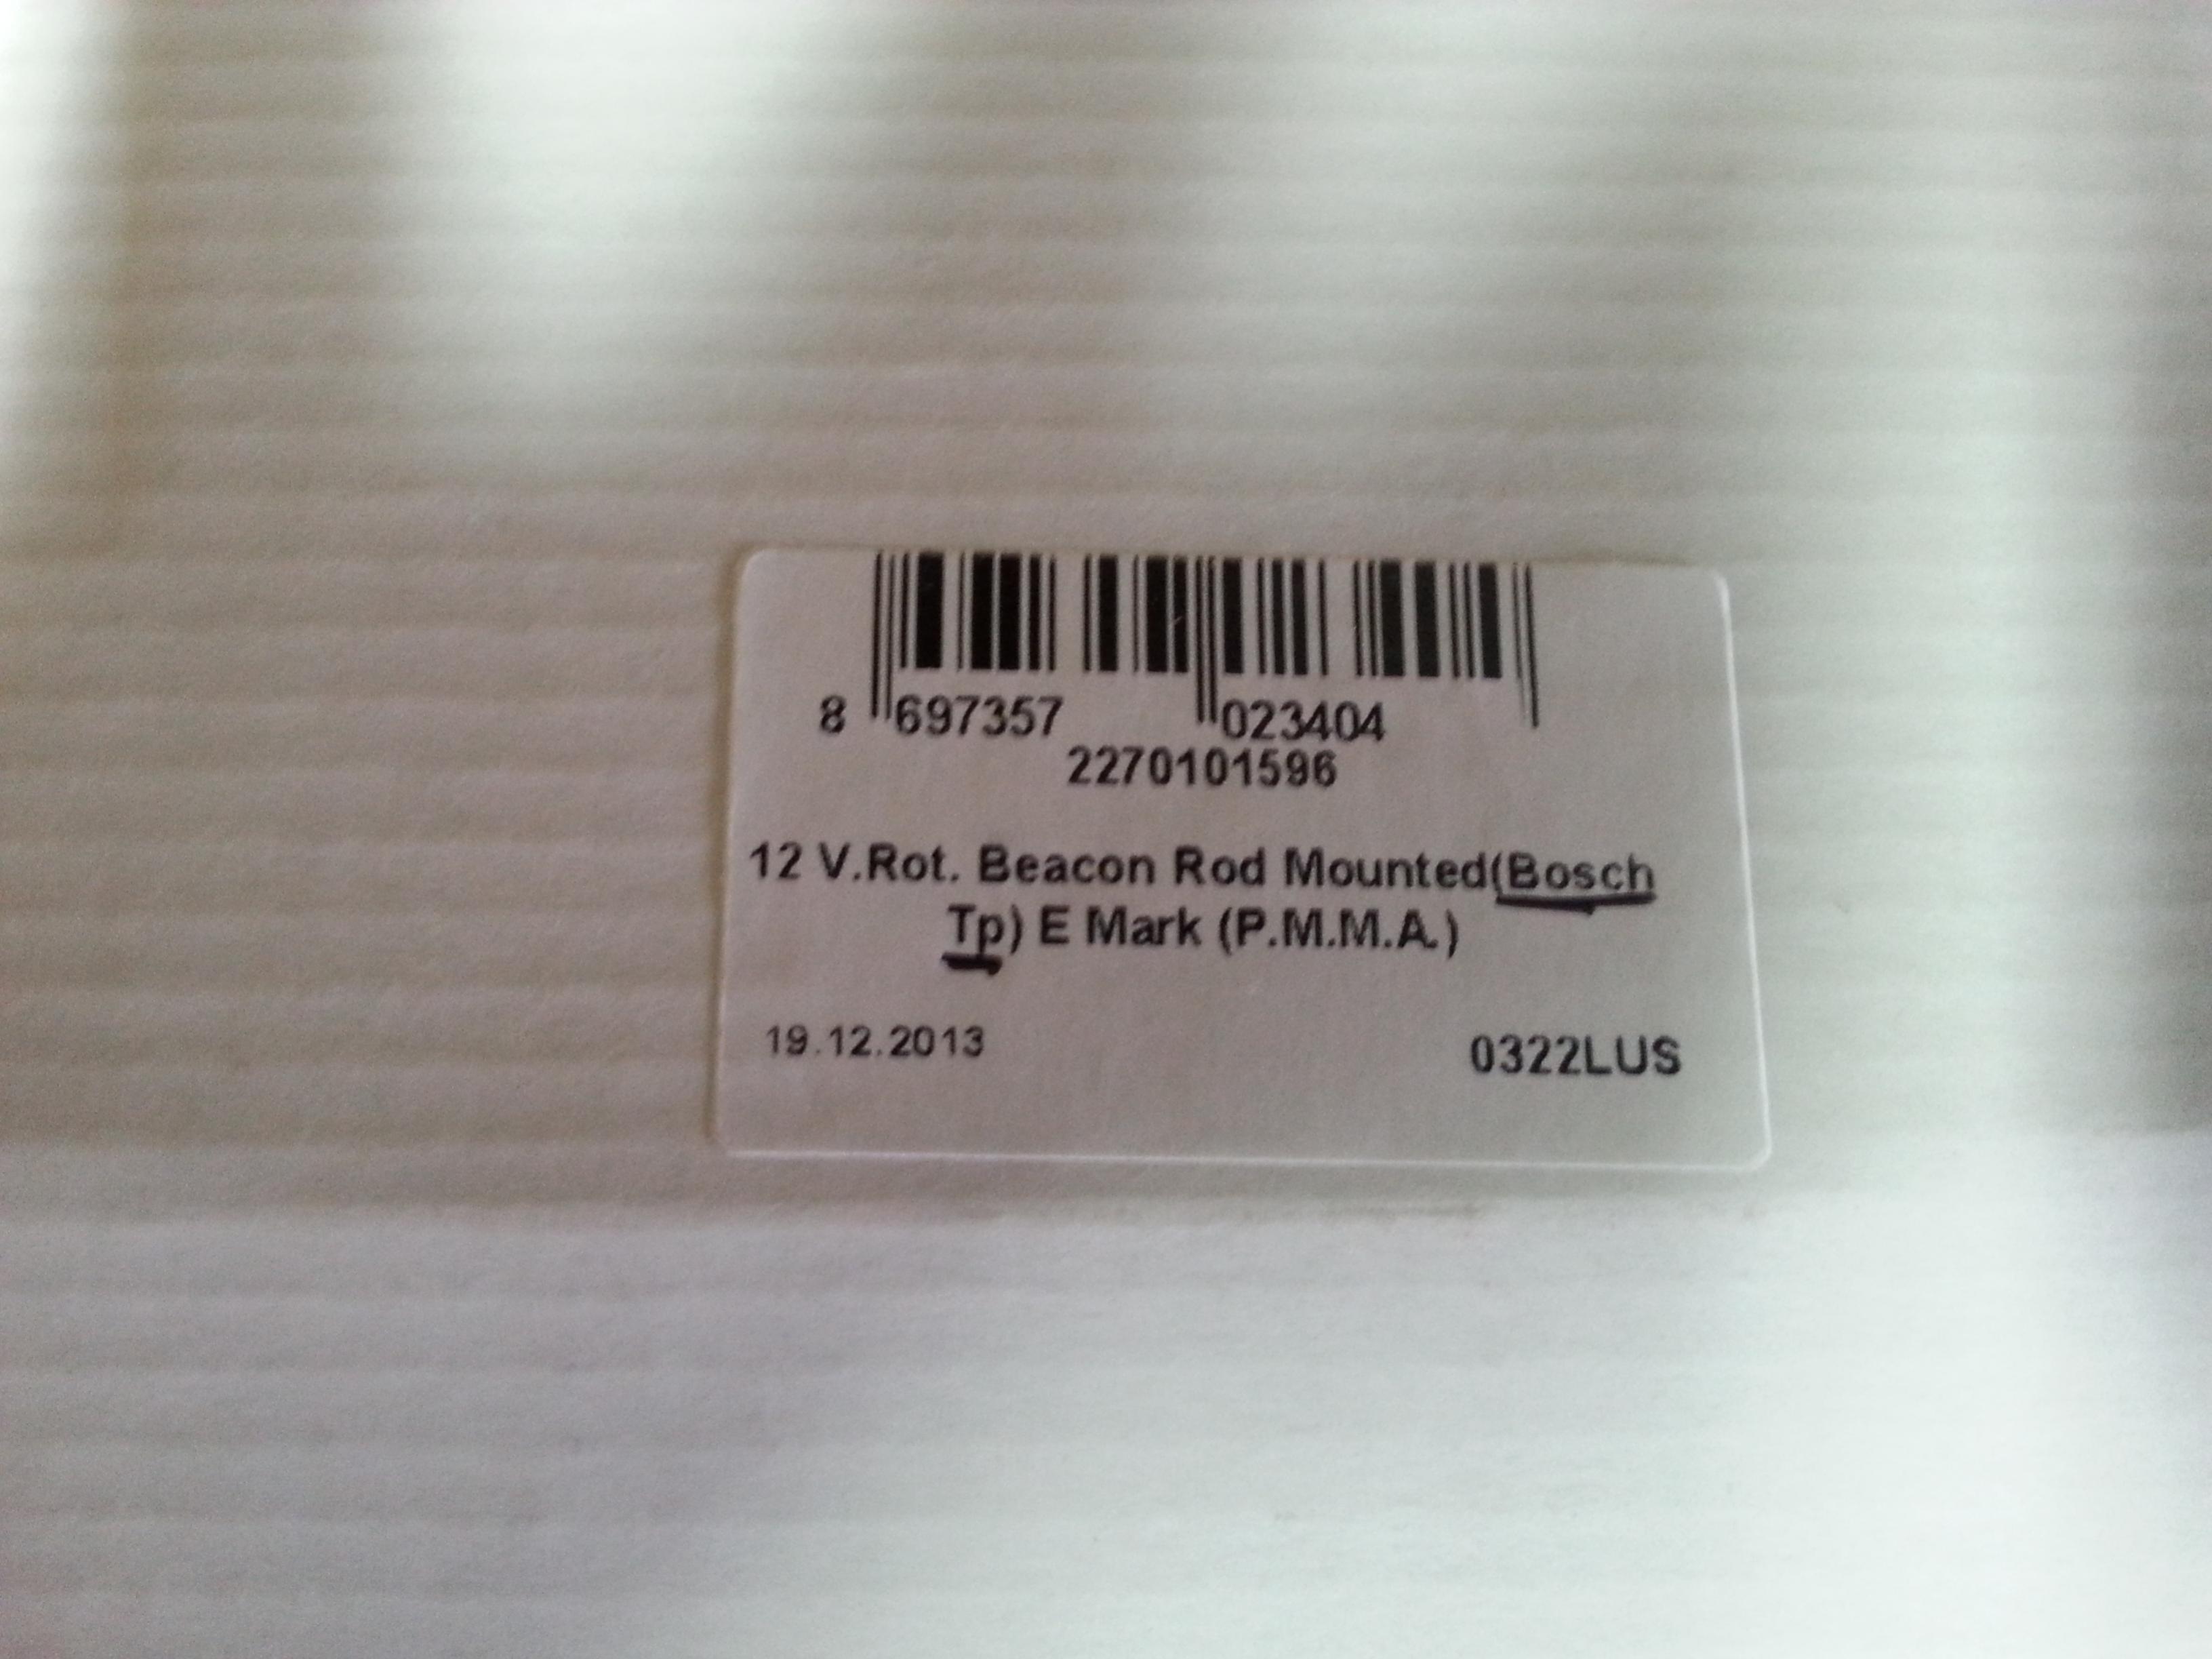 8 697357 023404
2270101596
12 V.Rot. Beacon Rod Mounted(Bosch
Tp) E Mark (P.M.M.A.)
19.12.2013 0322LUS